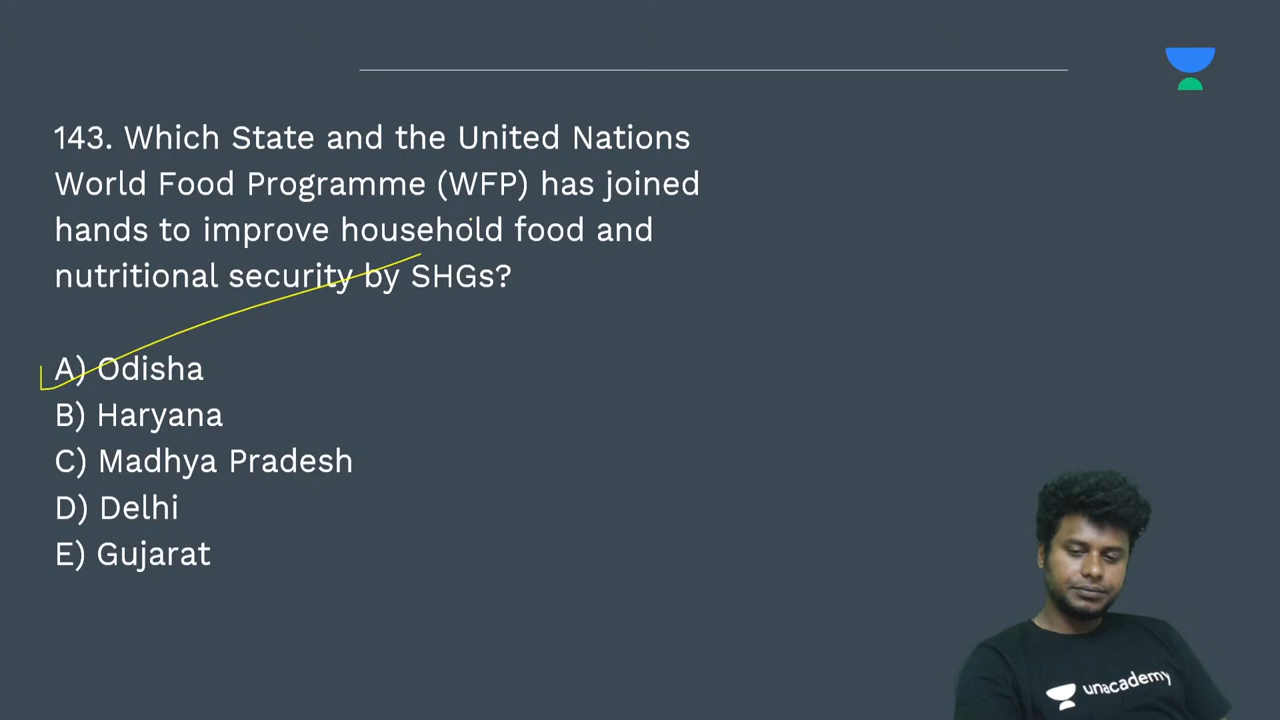 143. Which State and the United Nations
World Food Programme (WFP) has joined
hands to improve household food and
nutritional security by SHGs?
A) Odisha
B) Haryana
C) Madhya Pradesh
D) Delhi
E) Gujarat
unacademy